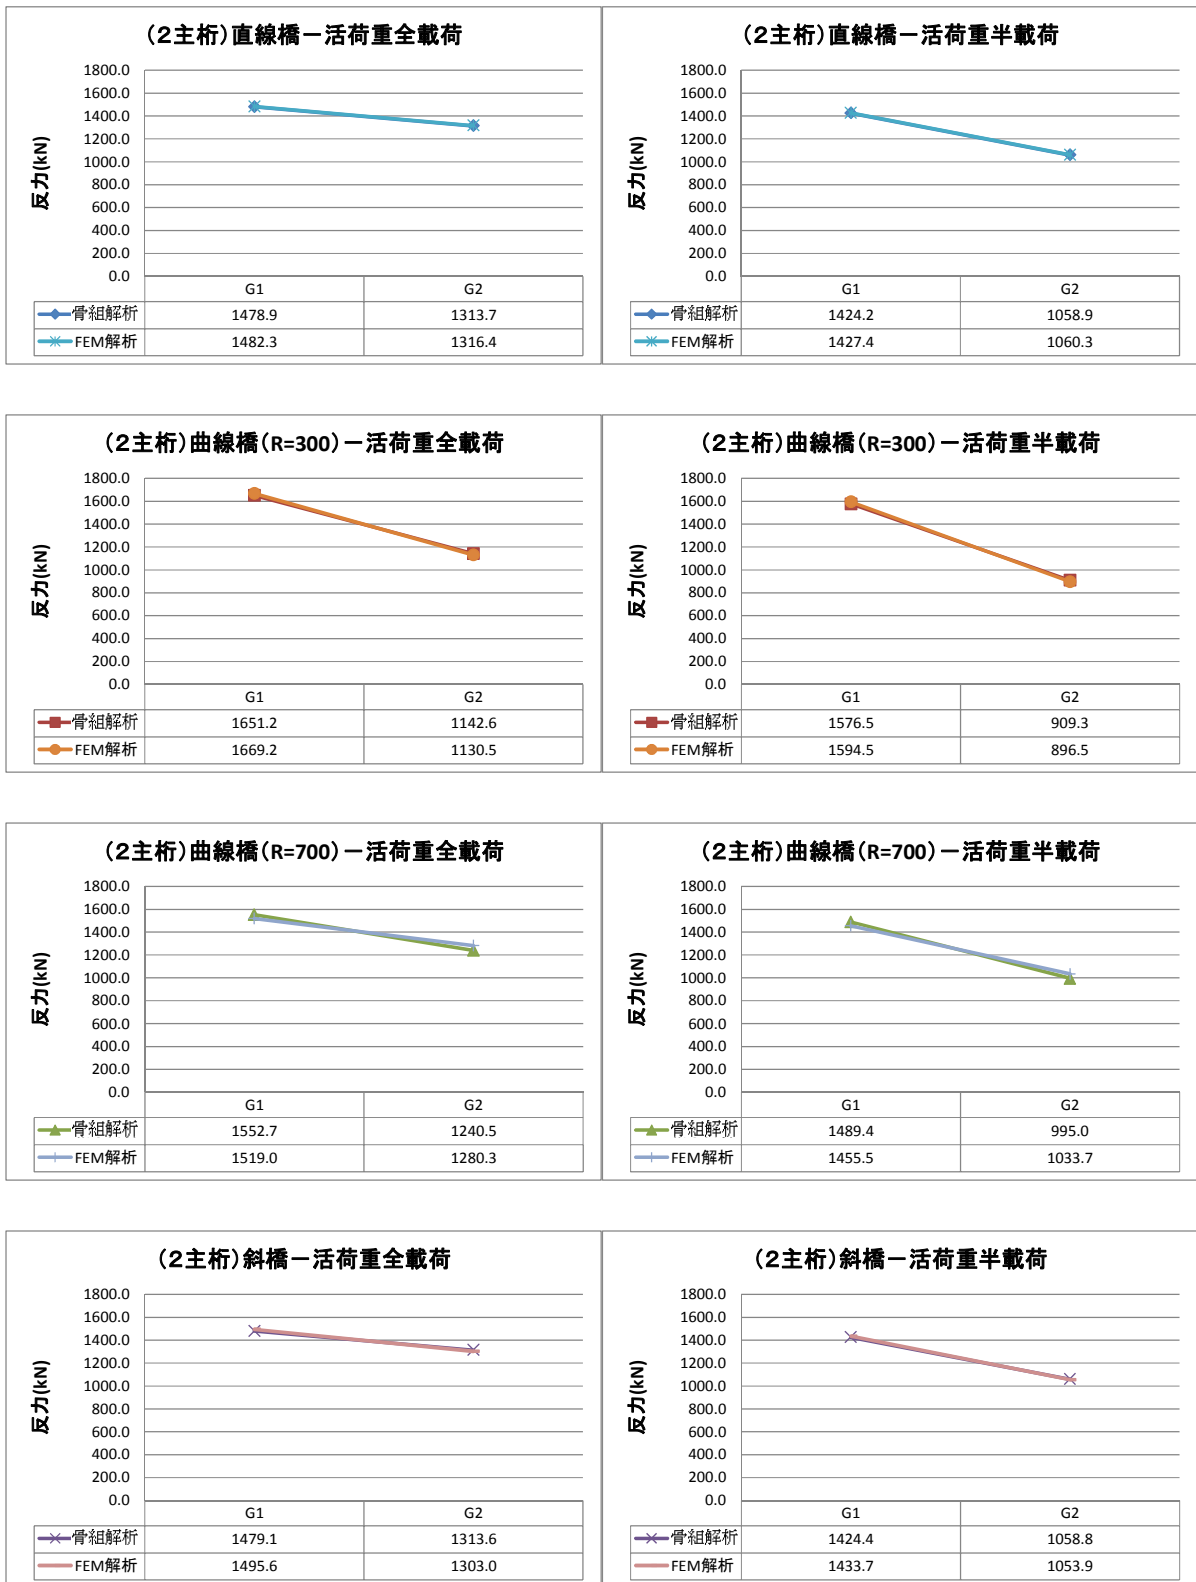 （2主桁）直線橋－活荷重全載荷
1800.0
1600.0
1400.0
1200.0
1000.0
800.0
600.0
400.0
200.0
0.0
反力(kN)
G1 G2
骨組解析 1478.9 1313.7
FEM解析 1482.3 1316.4
（2主桁）直線橋－活荷重半載荷
1800.0
1600.0
1400.0
1200.0
1000.0
800.0
600.0
400.0
200.0
0.0
反力(kN)
G1 G2
骨組解析 1424.2 1058.9
FEM解析 1427.4 1060.3
（2主桁）曲線橋（R=300）－活荷重全載荷
1800.0
1600.0
1400.0
1200.0
1000.0
800.0
600.0
400.0
200.0
0.0
反力(kN)
G1 G2
骨組解析 1651.2 1142.6
FEM解析 1669.2 1130.5
（2主桁）曲線橋（R=300）－活荷重半載荷
1800.0
1600.0
1400.0
1200.0
1000.0
800.0
600.0
400.0
200.0
0.0
反力(kN)
G1 G2
骨組解析 1576.5 909.3
FEM解析 1594.5 896.5
（2主桁）曲線橋（R=700）－活荷重全載荷
1800.0
1600.0
1400.0
1200.0
1000.0
800.0
600.0
400.0
200.0
0.0
反力(kN)
G1 G2
骨組解析 1552.7 1240.5
FEM解析 1519.0 1280.3
（2主桁）曲線橋（R=700）－活荷重半載荷
1800.0
1600.0
1400.0
1200.0
1000.0
800.0
600.0
400.0
200.0
0.0
反力(kN)
G1 G2
骨組解析 1489.4 995.0
FEM解析 1455.5 1033.7
（2主桁）斜橋－活荷重全載荷
1800.0
1600.0
1400.0
1200.0
1000.0
800.0
600.0
400.0
200.0
0.0
反力(kN)
G1 G2
骨組解析 1479.1 1313.6
FEM解析 1495.6 1303.0
（2主桁）斜橋－活荷重半載荷
1800.0
1600.0
1400.0
1200.0
1000.0
800.0
600.0
400.0
200.0
0.0
反力(kN)
G1 G2
骨組解析 1424.4 1058.8
FEM解析 1433.7 1053.9